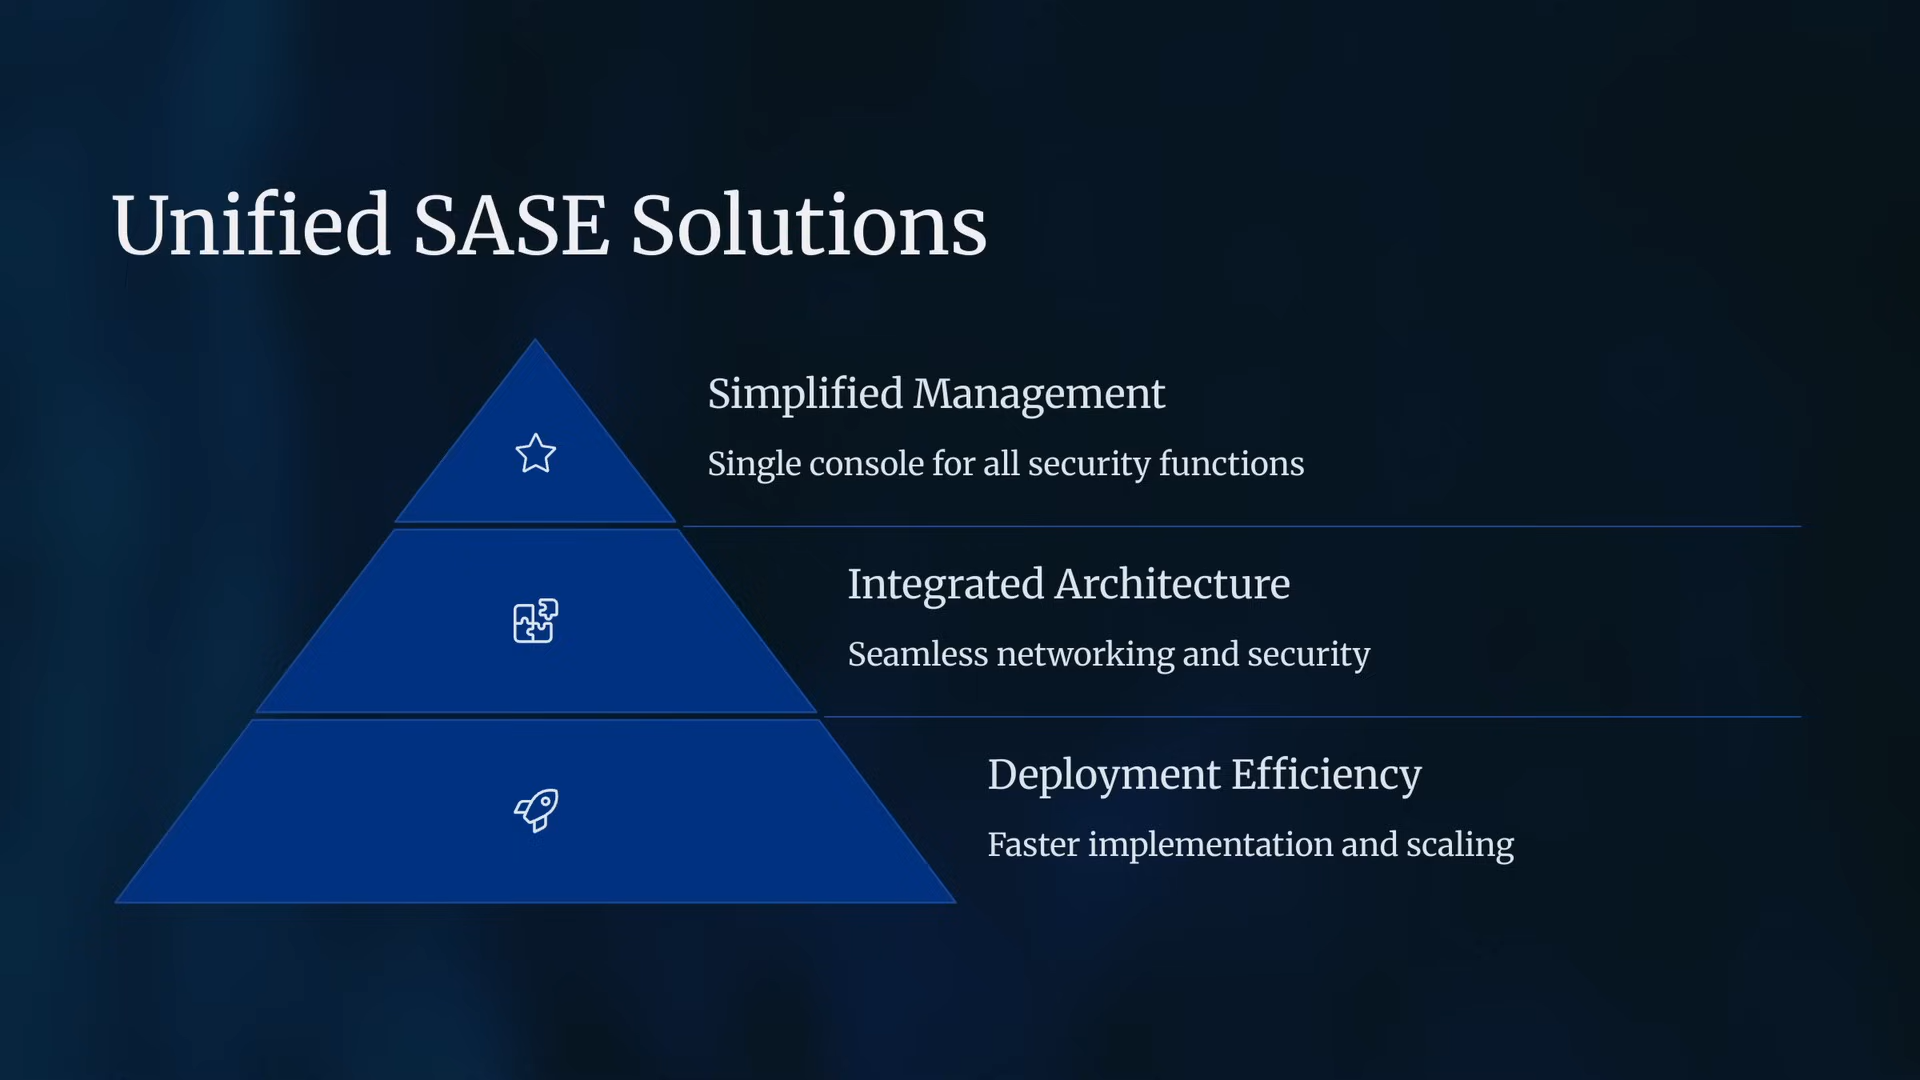 Unified SASE Solutions
Simplified Management
Single console for all security functions
Integrated Architecture
Seamless networking and security
Deployment Efficiency
Faster implementation and scaling